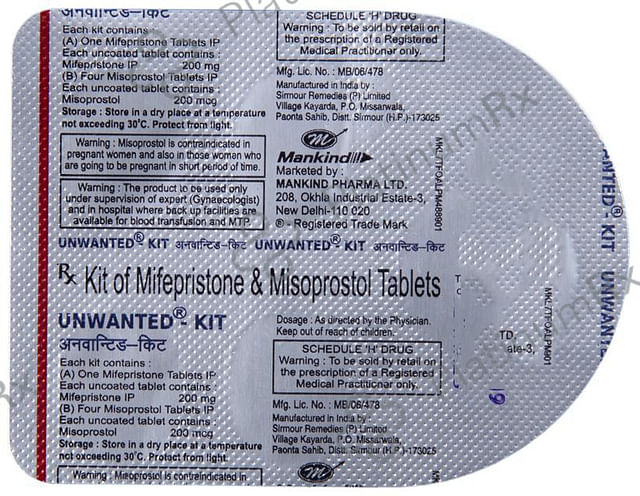 अनवान्टिड-किट
Each kit contains :
(A) One Mifepristone Tablets IP
Each uncoated tablet contains :
Mifepristone IP 200 mg
(B) Four Misoprostol Tablets IP
Each uncoated tablet contains :
Misoprostol 200 mcg
Storage : Store in a dry place at a temperature
not exceeding 30°C. Protect from light.
Warning : Misoprostol is contraindicated in
pregnant women and also in those women who
are going to be pregnant in short period of time.
Warning : The product to be used only
under supervision of expert (Gynaecologist)
and in hospital where back up facilities are
available for blood transfusion and MTP.
SCHEDULE 'H' DRUG
Warning : To be sold by retail on
the prescription of a Registered
Medical Practitioner only.
Mfg. Lic. No. : MB/06/478
Manufactured in India by :
Sirmour Remedies (P) Limited
Village Kayarda, P.O. Missarwala,
Paonta Sahib, Distt. Sirmour (H.P.)-173025
Mankind
Marketed by :
MANKIND PHARMA LTD.
208, Okhla Industrial Estate-3,
New Delhi-110 020
® - Registered Trade Mark
MKL/TFOALPM488901
UNWANTED® KIT अनवान्टिड-किट UNWANTED® KIT अनवान्टिड-किट
Rx Kit of Mifepristone & Misoprostol Tablets
UNWANTED®- KIT
अनवान्टिड-किट
Each kit contains :
(A) One Mifepristone Tablets IP
Each uncoated tablet contains :
Mifepristone IP 200 mg
(B) Four Misoprostol Tablets IP
Each uncoated tablet contains :
Misoprostol 200 mcg
Storage : Store in a dry place at a temperature
not exceeding 30°C. Protect from light.
Warning : Misoprostol is contraindicated in
Dosage : As directed by the Physician.
Keep out of reach of children.
SCHEDULE 'H' DRUG
Warning : To be sold by retail on
the prescription of a Registered
Medical Practitioner only.
Mfg. Lic. No. : MB/06/478
Manufactured in India by :
Sirmour Remedies (P) Limited
Village Kayarda, P.O. Missarwala,
Paonta Sahib, Distt. Sirmour (H.P.)-173025
TD.
ate-3,
UNWANTED® KIT UNWANTE